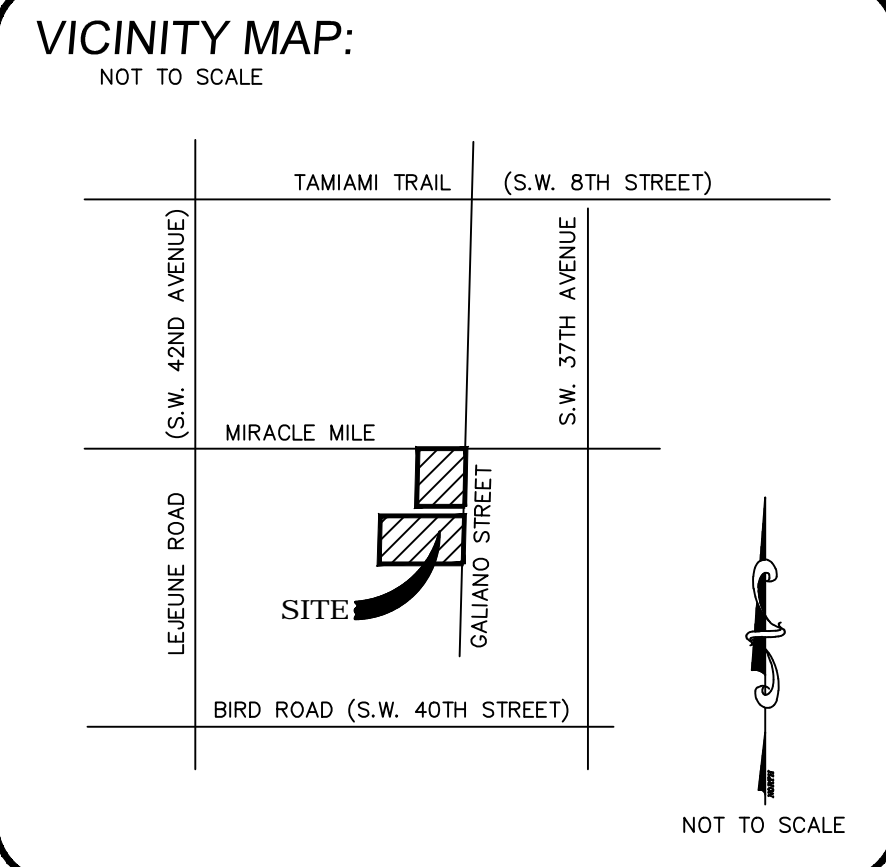 VICINITY MAP:
NOT TO SCALE
TAMIAMI TRAIL (S.W. 8TH STREET)
(S.W. 42ND AVENUE)
S.W. 37TH AVENUE
MIRACLE MILE
LEJEUNE ROAD
GALIANO STREET
SITE
BIRD ROAD (S.W. 40TH STREET)
NORTH
NOT TO SCALE